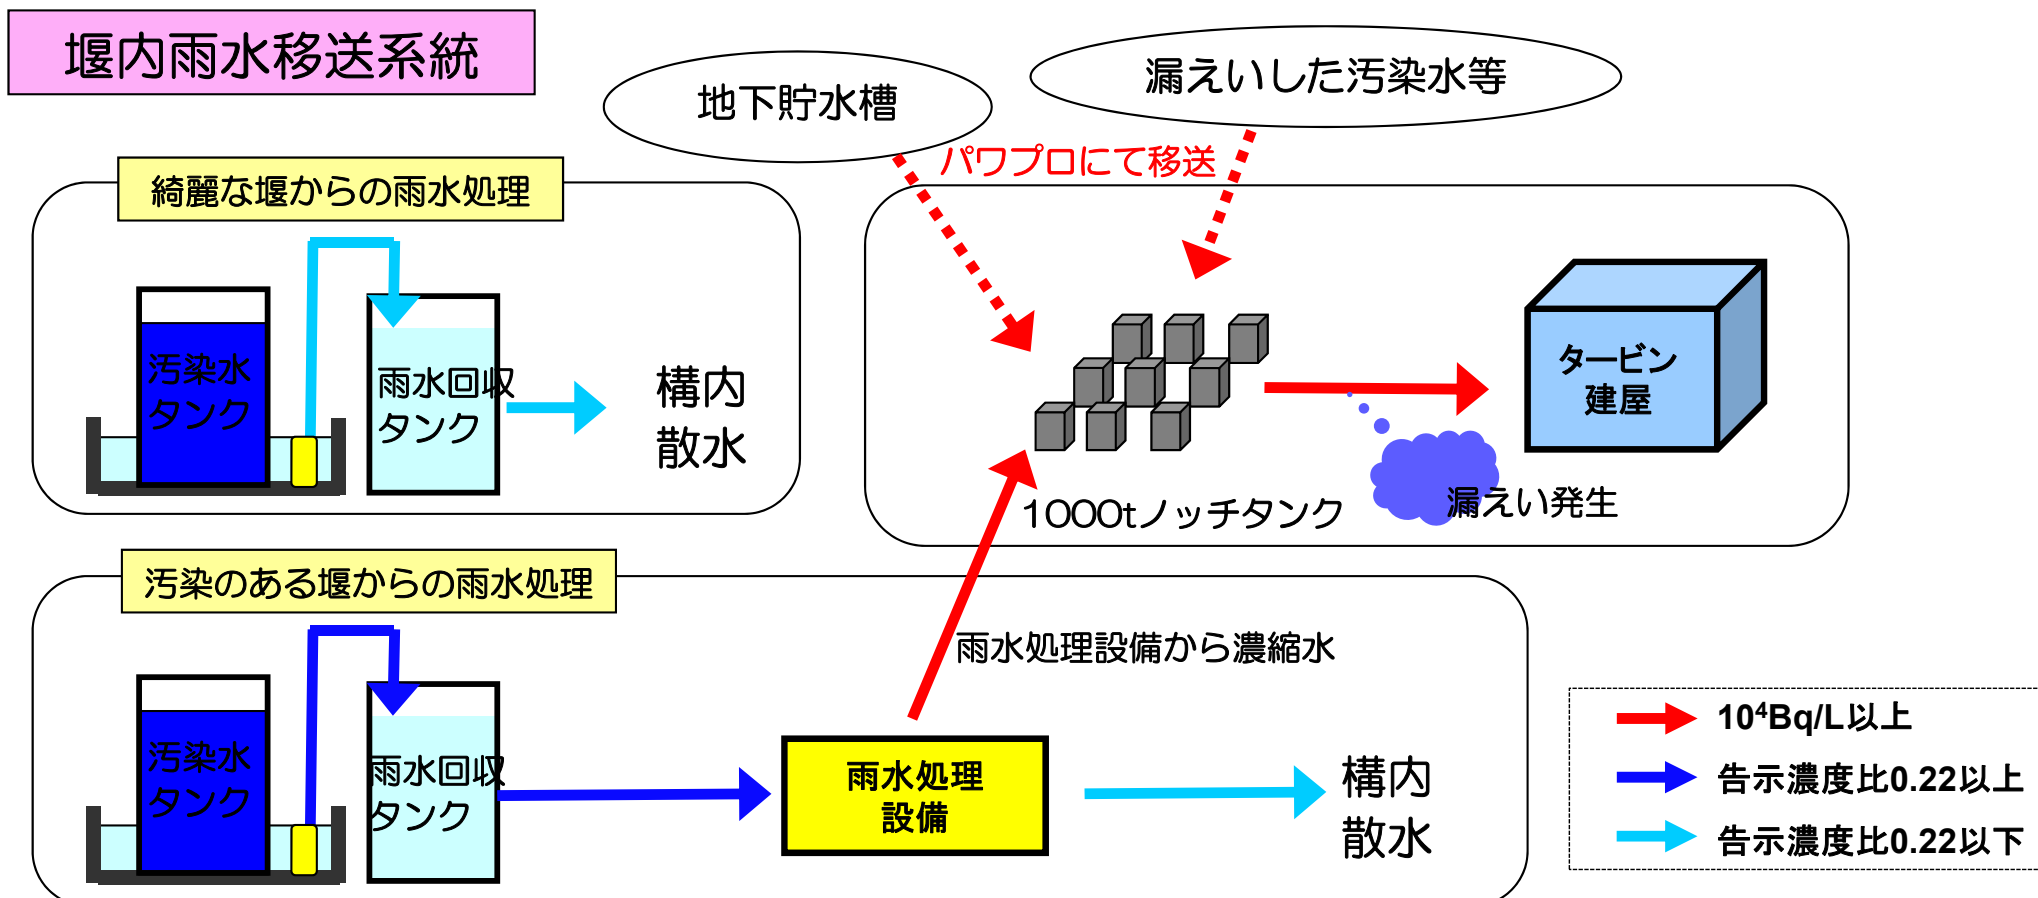 堰内雨水移送系統
地下貯水槽
漏えいした汚染水等
パワプロにて移送
綺麗な堰からの雨水処理
汚染水
タンク
雨水回収
タンク
構内
散水
タービン
建屋
1000tノッチタンク
漏えい発生
汚染のある堰からの雨水処理
雨水処理設備から濃縮水
汚染水
タンク
雨水回収
タンク
雨水処理
設備
構内
散水
10⁴Bq/L以上
告示濃度比0.22以上
告示濃度比0.22以下